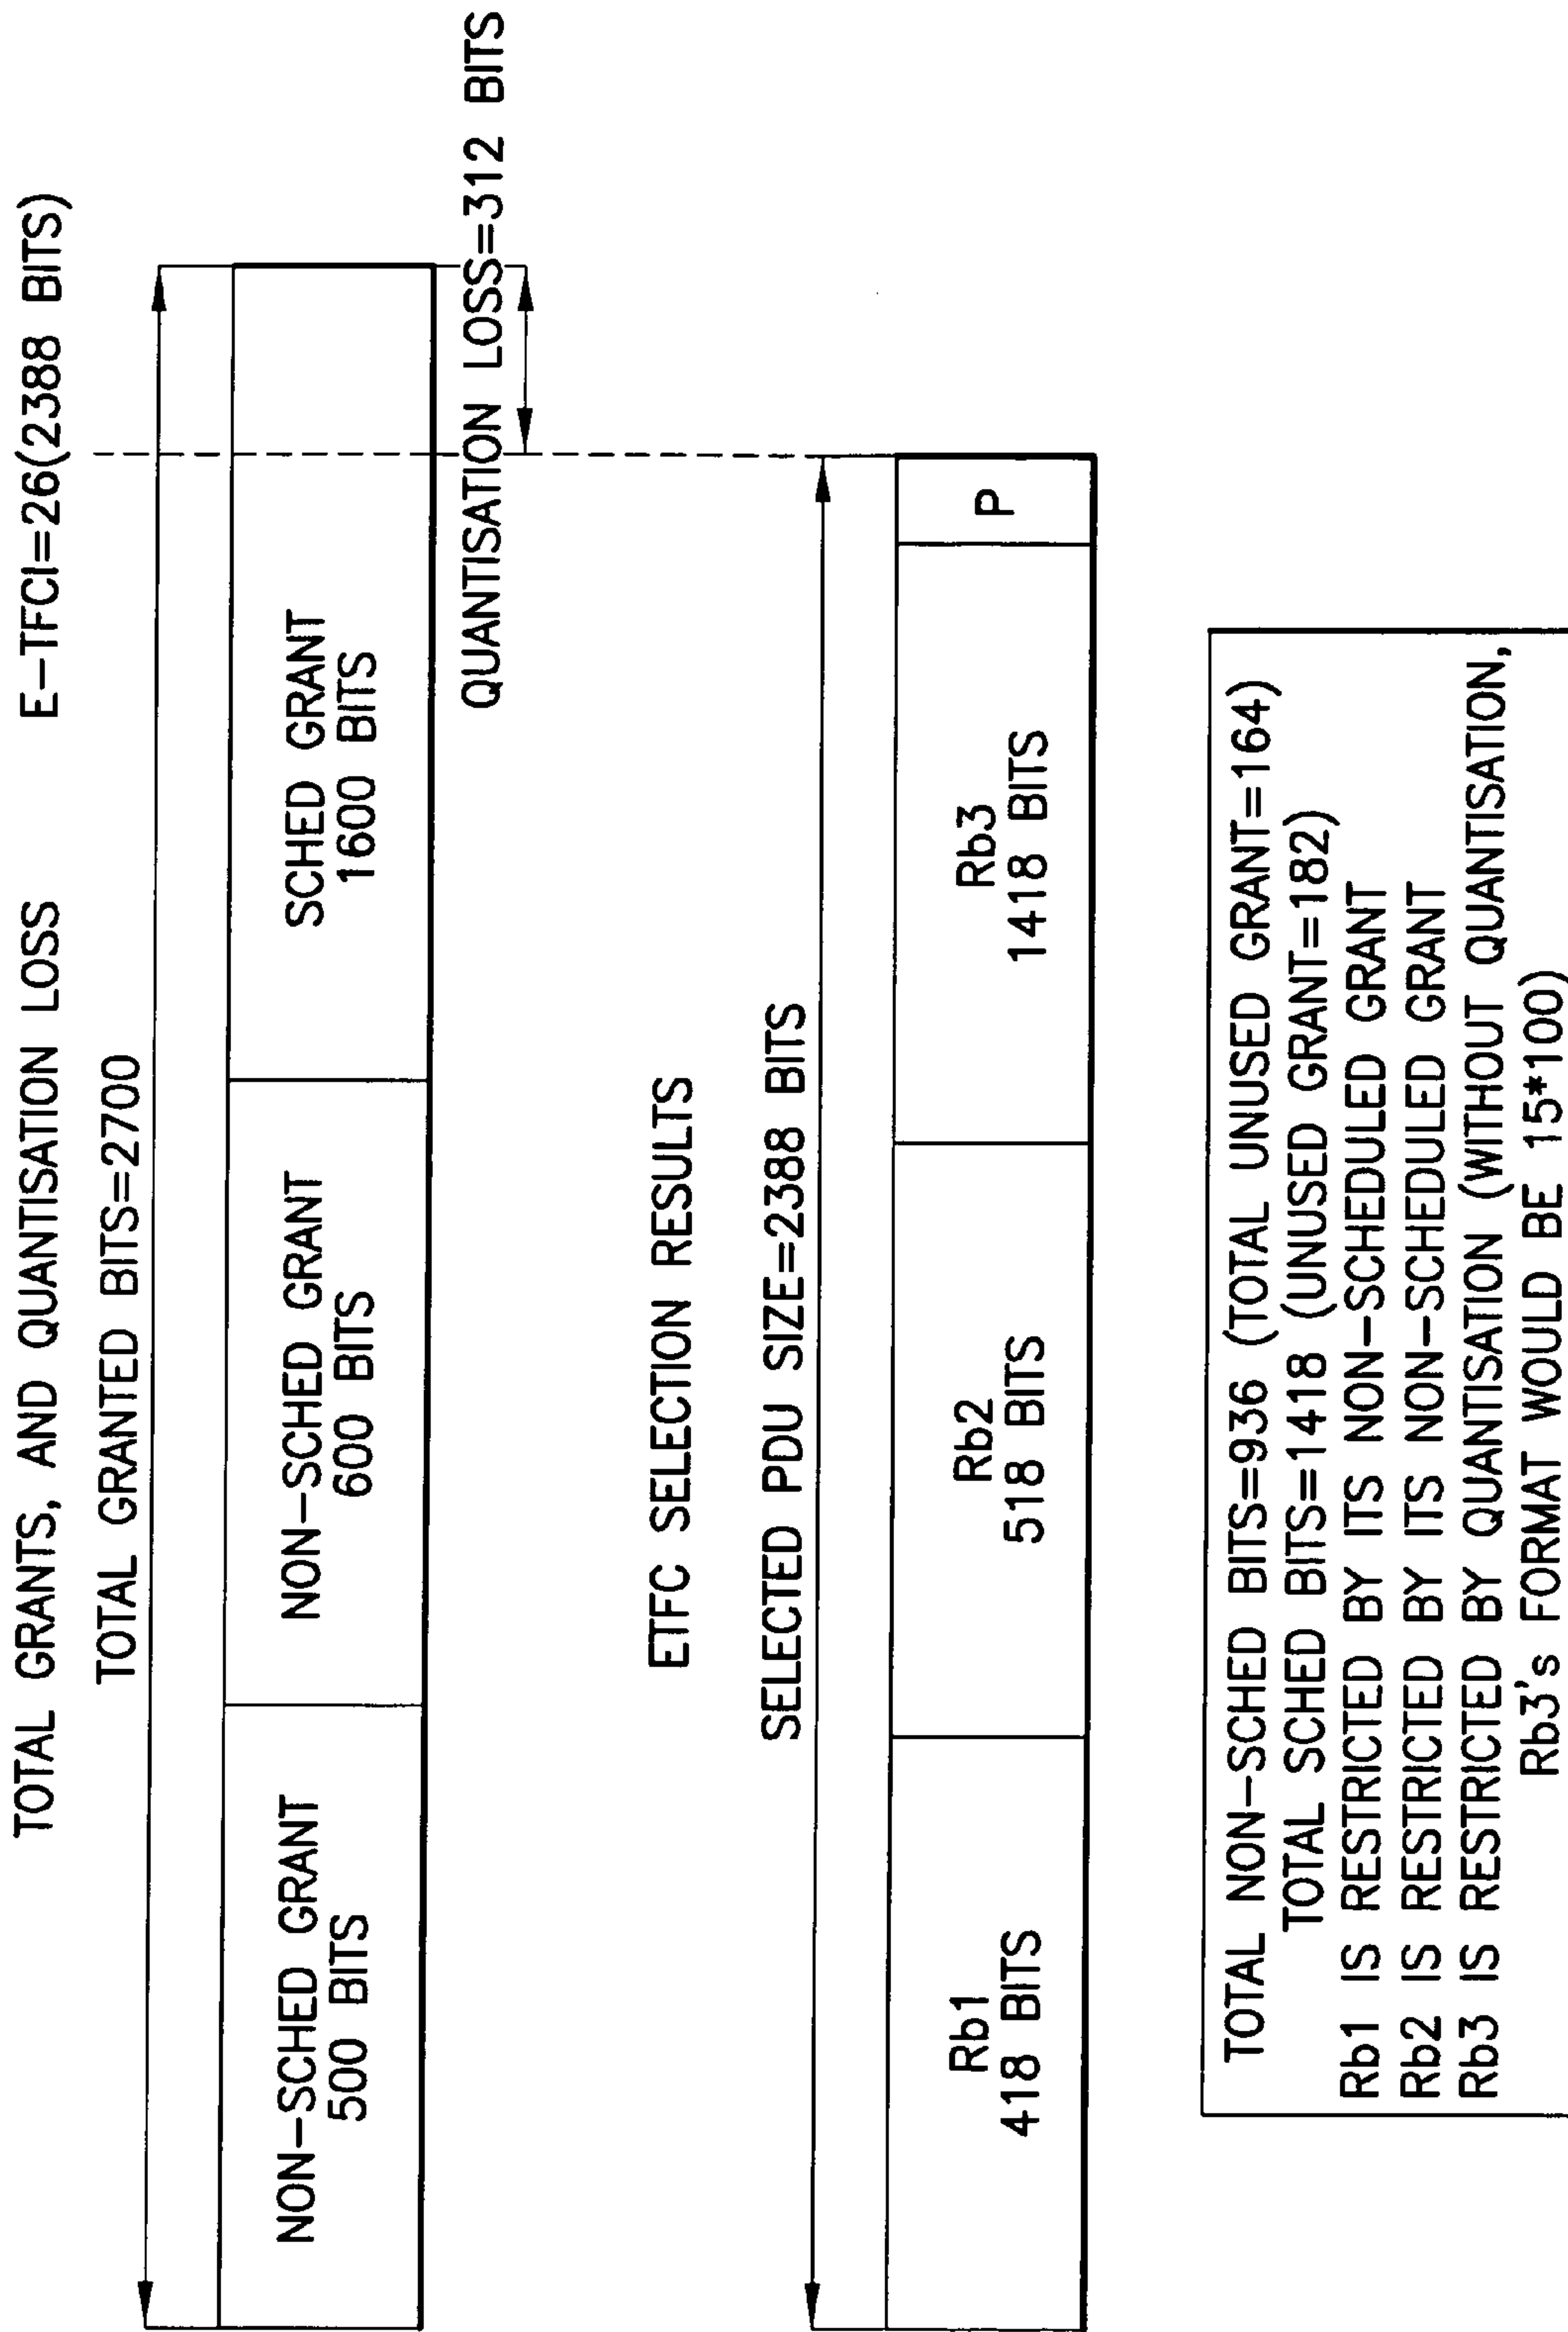 TOTAL GRANTS, AND QUANTISATION LOSS
E-TFCI=26(2388 BITS)
TOTAL GRANTED BITS=2700
NON-SCHED GRANT
500 BITS
NON-SCHED GRANT
600 BITS
SCHED GRANT
1600 BITS
QUANTISATION LOSS=312 BITS
ETFC SELECTION RESULTS
SELECTED PDU SIZE=2388 BITS
Rb1
418 BITS
Rb2
518 BITS
Rb3
1418 BITS
P
TOTAL NON-SCHED BITS=936 (TOTAL UNUSED GRANT=164)
TOTAL SCHED BITS=1418 (UNUSED GRANT=182)
Rb1 IS RESTRICTED BY ITS NON-SCHEDULED GRANT
Rb2 IS RESTRICTED BY ITS NON-SCHEDULED GRANT
Rb3 IS RESTRICTED BY QUANTISATION (WITHOUT QUANTISATION,
Rb3's FORMAT WOULD BE 15*100)